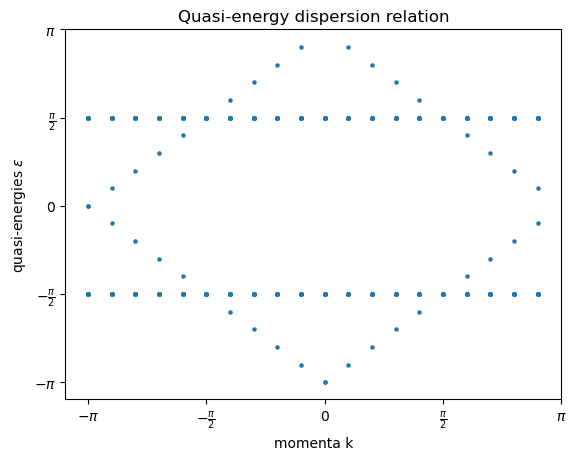 Quasi-energy dispersion relation
quasi-energies ε
π
π/2
0
−π/2
−π
−π
−π/2
0
π/2
π
momenta k